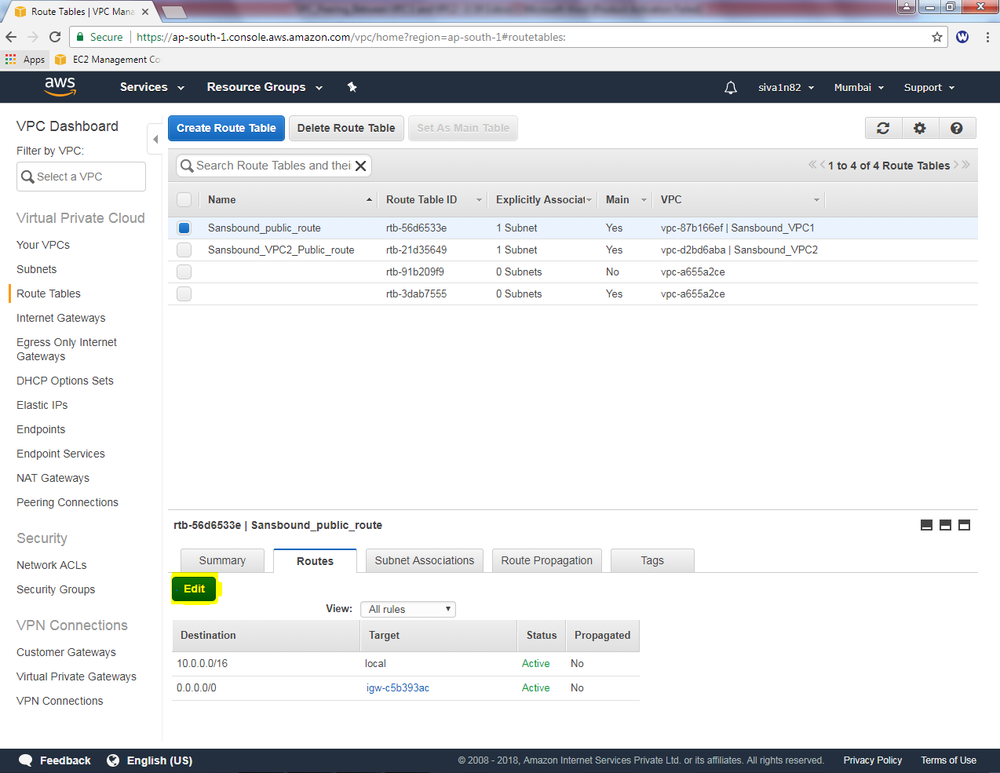 Route Tables | VPC Mana
Secure https://ap-south-1.console.aws.amazon.com/vpc/home?region=ap-south-1#routetables:
Apps EC2 Management Co
aws Services Resource Groups siva1n82 Mumbai Support
VPC Dashboard
Filter by VPC:
Select a VPC
Virtual Private Cloud
Your VPCs
Subnets
Route Tables
Internet Gateways
Egress Only Internet
Gateways
DHCP Options Sets
Elastic IPs
Endpoints
Endpoint Services
NAT Gateways
Peering Connections
Security
Network ACLs
Security Groups
VPN Connections
Customer Gateways
Virtual Private Gateways
VPN Connections
Create Route Table Delete Route Table Set As Main Table
Search Route Tables and thei 1 to 4 of 4 Route Tables
Name Route Table ID Explicitly Associat Main VPC
Sansbound_public_route rtb-56d6533e 1 Subnet Yes vpc-87b166ef | Sansbound_VPC1
Sansbound_VPC2_Public_route rtb-21d35649 1 Subnet Yes vpc-d2bd6aba | Sansbound_VPC2
rtb-91b209f9 0 Subnets No vpc-a655a2ce
rtb-3dab7555 0 Subnets Yes vpc-a655a2ce
rtb-56d6533e | Sansbound_public_route
Summary Routes Subnet Associations Route Propagation Tags
Edit
View: All rules
Destination Target Status Propagated
10.0.0.0/16 local Active No
0.0.0.0/0 igw-c5b393ac Active No
Feedback English (US) © 2008 - 2018, Amazon Internet Services Private Ltd. or its affiliates. All rights reserved. Privacy Policy Terms of Use